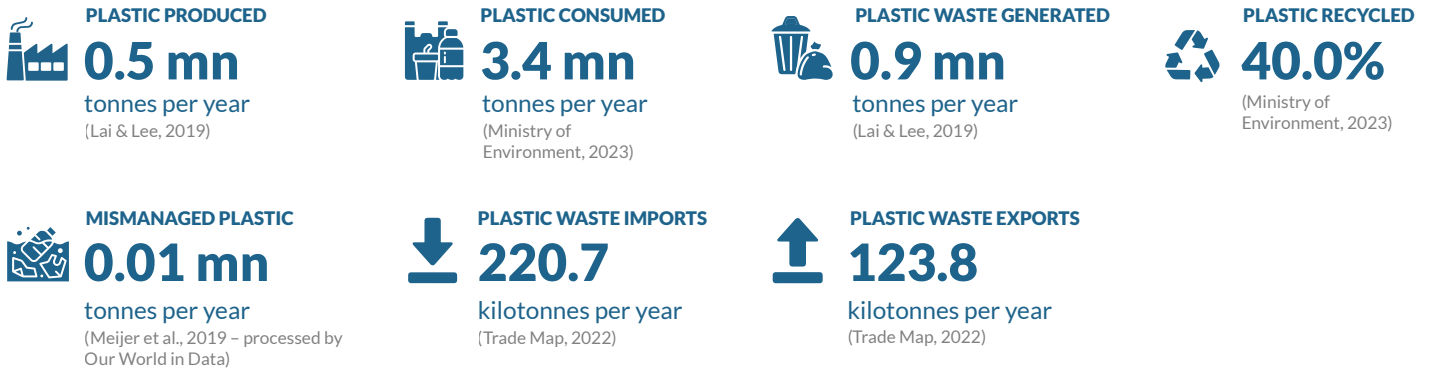 PLASTIC PRODUCED
0.5 mn
tonnes per year
(Lai & Lee, 2019)
PLASTIC CONSUMED
3.4 mn
tonnes per year
(Ministry of
Environment, 2023)
PLASTIC WASTE GENERATED
0.9 mn
tonnes per year
(Lai & Lee, 2019)
PLASTIC RECYCLED
40.0%
(Ministry of
Environment, 2023)
MISMANAGED PLASTIC
0.01 mn
tonnes per year
(Meijer et al., 2019 – processed by
Our World in Data)
PLASTIC WASTE IMPORTS
220.7
kilotonnes per year
(Trade Map, 2022)
PLASTIC WASTE EXPORTS
123.8
kilotonnes per year
(Trade Map, 2022)